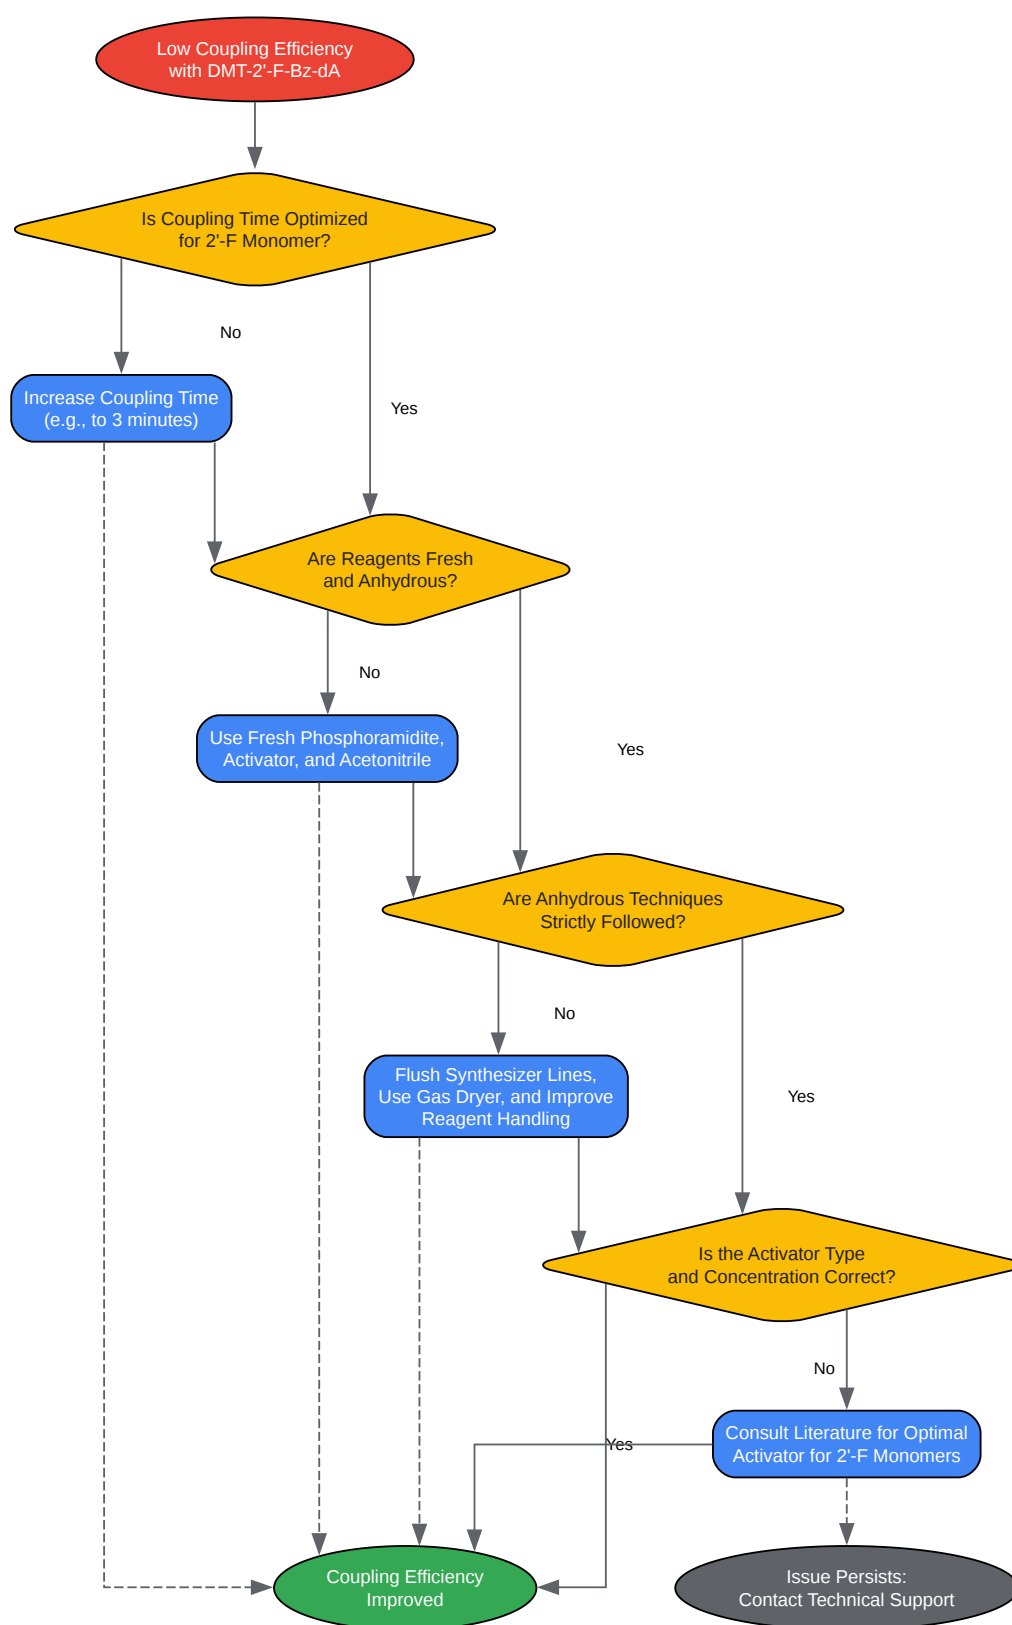 Low Coupling Efficiency
with DMT-2'-F-Bz-dA
Is Coupling Time Optimized
for 2'-F Monomer?
No
Increase Coupling Time
(e.g., to 3 minutes)
Yes
Are Reagents Fresh
and Anhydrous?
No
Use Fresh Phosphoramidite,
Activator, and Acetonitrile
Yes
Are Anhydrous Techniques
Strictly Followed?
No
Flush Synthesizer Lines,
Use Gas Dryer, and Improve
Reagent Handling
Yes
Is the Activator Type
and Concentration Correct?
No
Yes
Consult Literature for Optimal
Activator for 2'-F Monomers
Coupling Efficiency
Improved
Issue Persists:
Contact Technical Support